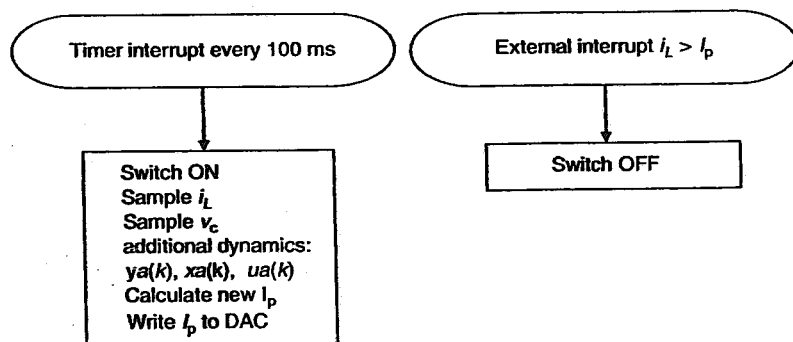 Timer interrupt every 100 ms
External interrupt iL > Ip
Switch ON
Sample iL
Sample vc
additional dynamics:
ya(k), xa(k), ua(k)
Calculate new Ip
Write Ip to DAC
Switch OFF